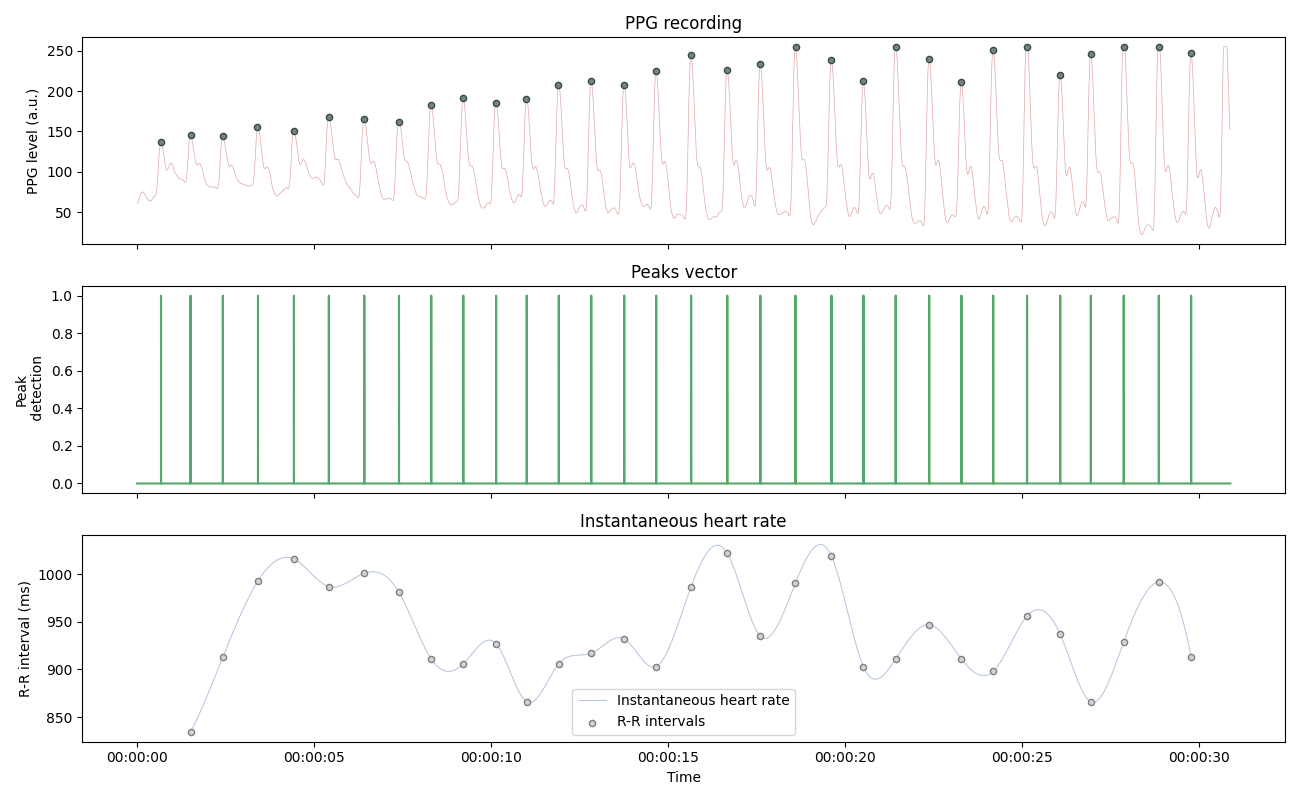 PPG recording
PPG level (a.u.)
250
200
150
100
50
Peaks vector
Peak
detection
1.0
0.8
0.6
0.4
0.2
0.0
Instantaneous heart rate
R-R interval (ms)
1000
950
900
850
Instantaneous heart rate
R-R intervals
00:00:00 00:00:05 00:00:10 00:00:15 00:00:20 00:00:25 00:00:30
Time